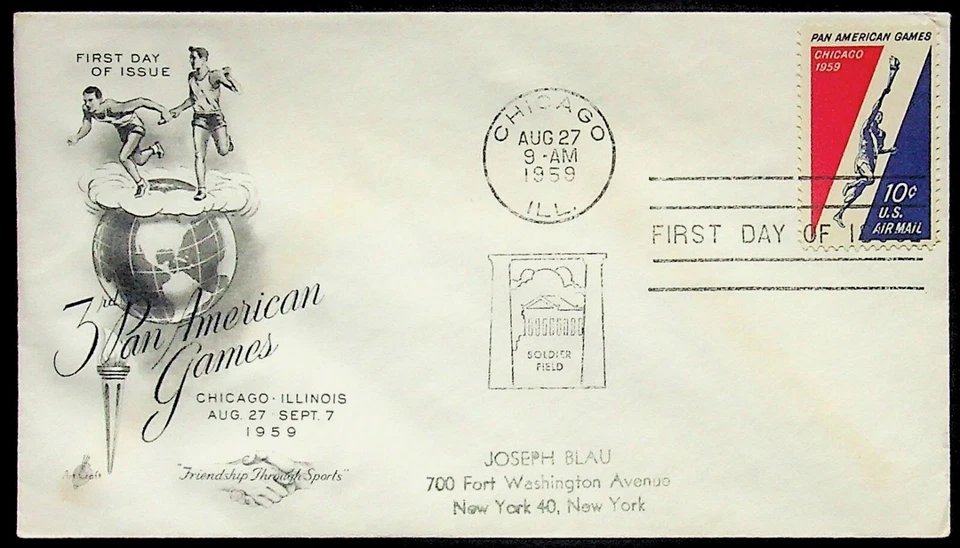 FIRST DAY
OF ISSUE
3rd Pan American
Games
CHICAGO · ILLINOIS
AUG. 27 SEPT. 7
1959
"Friendship Through Sports"
ArtCraft
CHICAGO
AUG 27
9 - AM
1959
ILL.
SOLDIER
FIELD
PAN AMERICAN GAMES
CHICAGO
1959
10¢
U.S.
AIR MAIL
FIRST DAY OF ISSUE
JOSEPH BLAU
700 Fort Washington Avenue
New York 40, New York